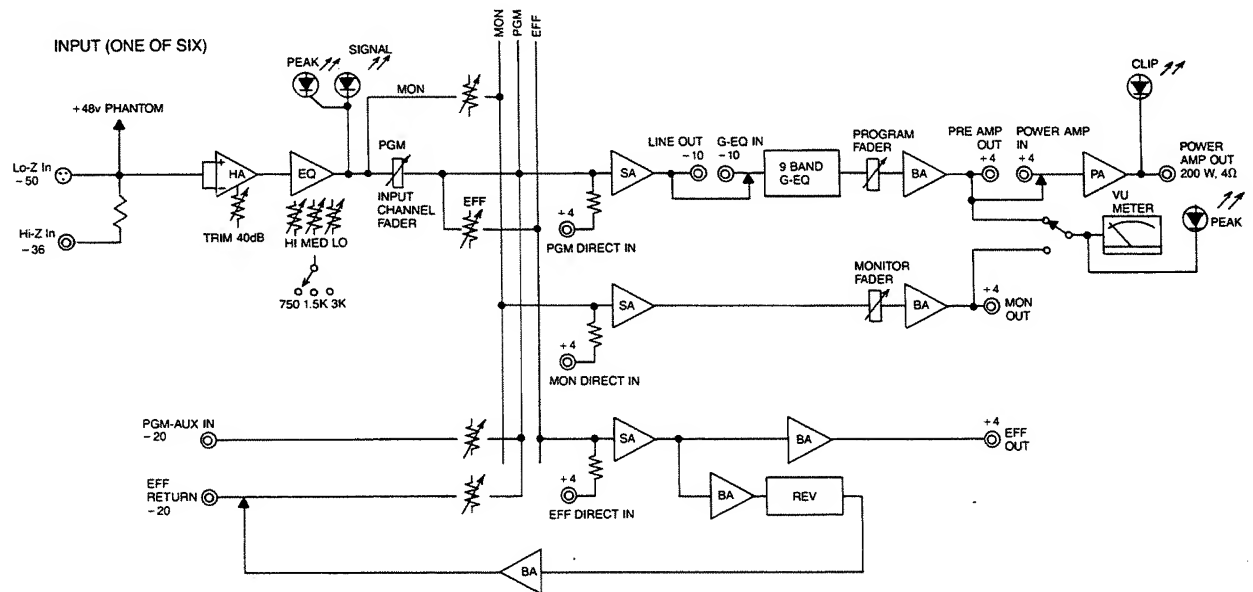 INPUT (ONE OF SIX)
MON
PGM
EFF
PEAK
SIGNAL
MON
+48v PHANTOM
CLIP
Lo-Z In
-50
HA
+
-
EQ
PGM
INPUT
CHANNEL
FADER
EFF
Hi-Z In
-36
TRIM 40dB
HI MED LO
750 1.5K 3K
SA
+4
PGM DIRECT IN
LINE OUT
-10
G-EQ IN
-10
9 BAND
G-EQ
PROGRAM
FADER
BA
PRE AMP
OUT
+4
POWER AMP
IN
+4
PA
POWER
AMP OUT
200 W, 4Ω
VU
METER
PEAK
SA
+4
MON DIRECT IN
MONITOR
FADER
BA
+4
MON
OUT
PGM-AUX IN
-20
SA
BA
+4
EFF
OUT
EFF
RETURN
-20
+4
EFF DIRECT IN
BA
REV
BA